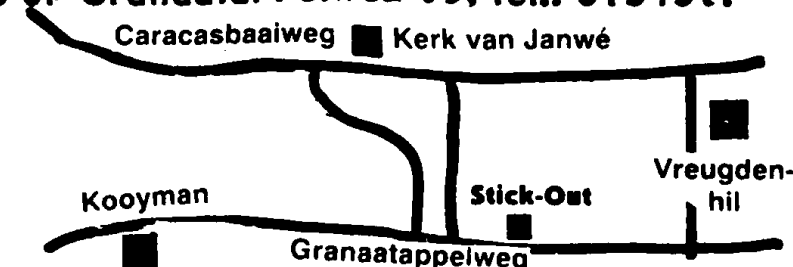 Caracasbaaiweg Kerk van Janwé
Vreugden-
hil
Kooyman
Stick-Out
Granaatappelweg